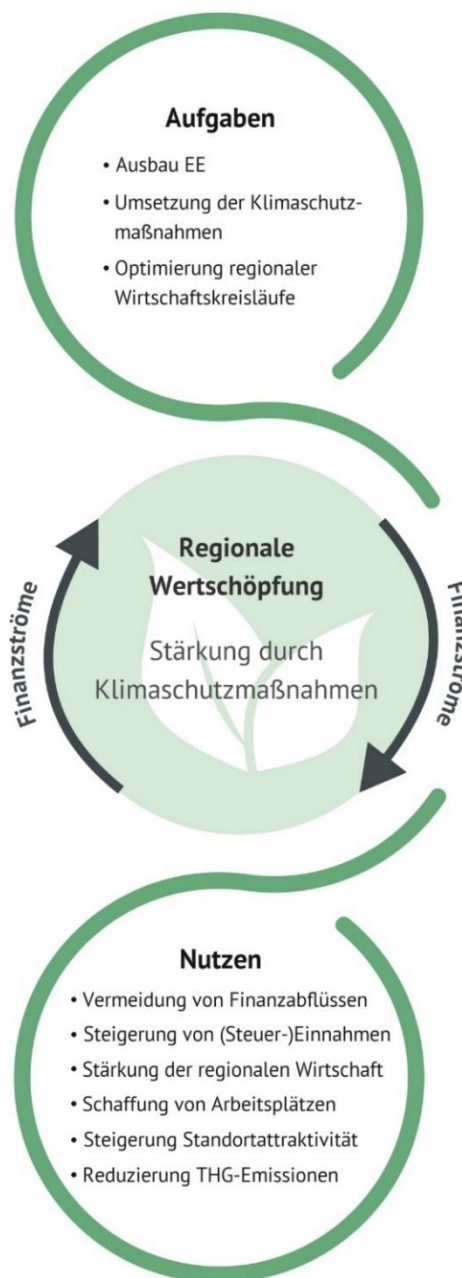 Aufgaben
• Ausbau EE
• Umsetzung der Klimaschutz-
maßnahmen
• Optimierung regionaler
Wirtschaftskreisläufe
Regionale
Wertschöpfung
Stärkung durch
Klimaschutzmaßnahmen
Finanzströme
Finanzströme
Nutzen
• Vermeidung von Finanzabflüssen
• Steigerung von (Steuer-)Einnahmen
• Stärkung der regionalen Wirtschaft
• Schaffung von Arbeitsplätzen
• Steigerung Standortattraktivität
• Reduzierung THG-Emissionen